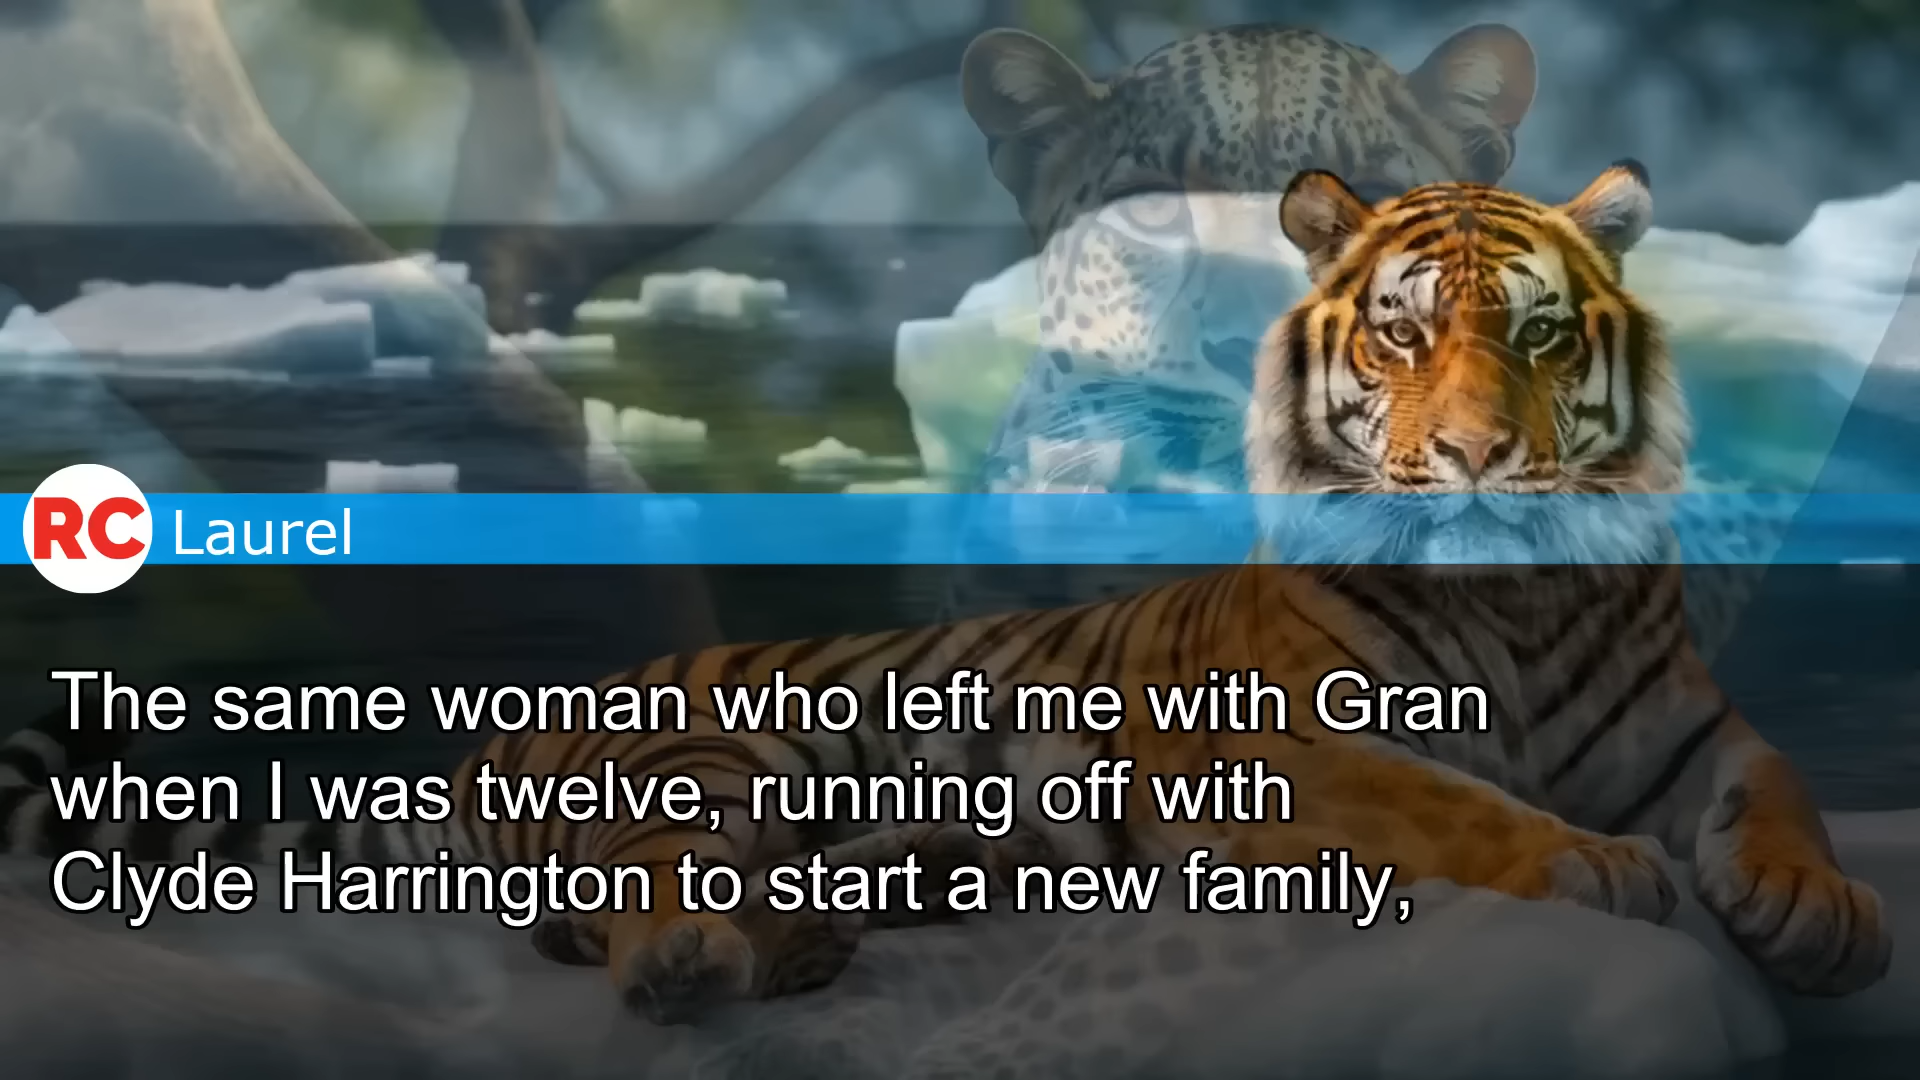 RC Laurel
The same woman who left me with Gran
when I was twelve, running off with
Clyde Harrington to start a new family,